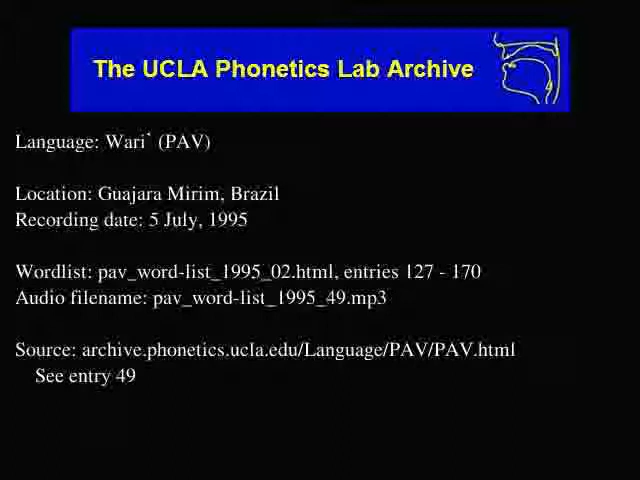 The UCLA Phonetics Lab Archive
Language: Wari` (PAV)
Location: Guajara Mirim, Brazil
Recording date: 5 July, 1995
Wordlist: pav_word-list_1995_02.html, entries 127 - 170
Audio filename: pav_word-list_1995_49.mp3
Source: archive.phonetics.ucla.edu/Language/PAV/PAV.html
See entry 49